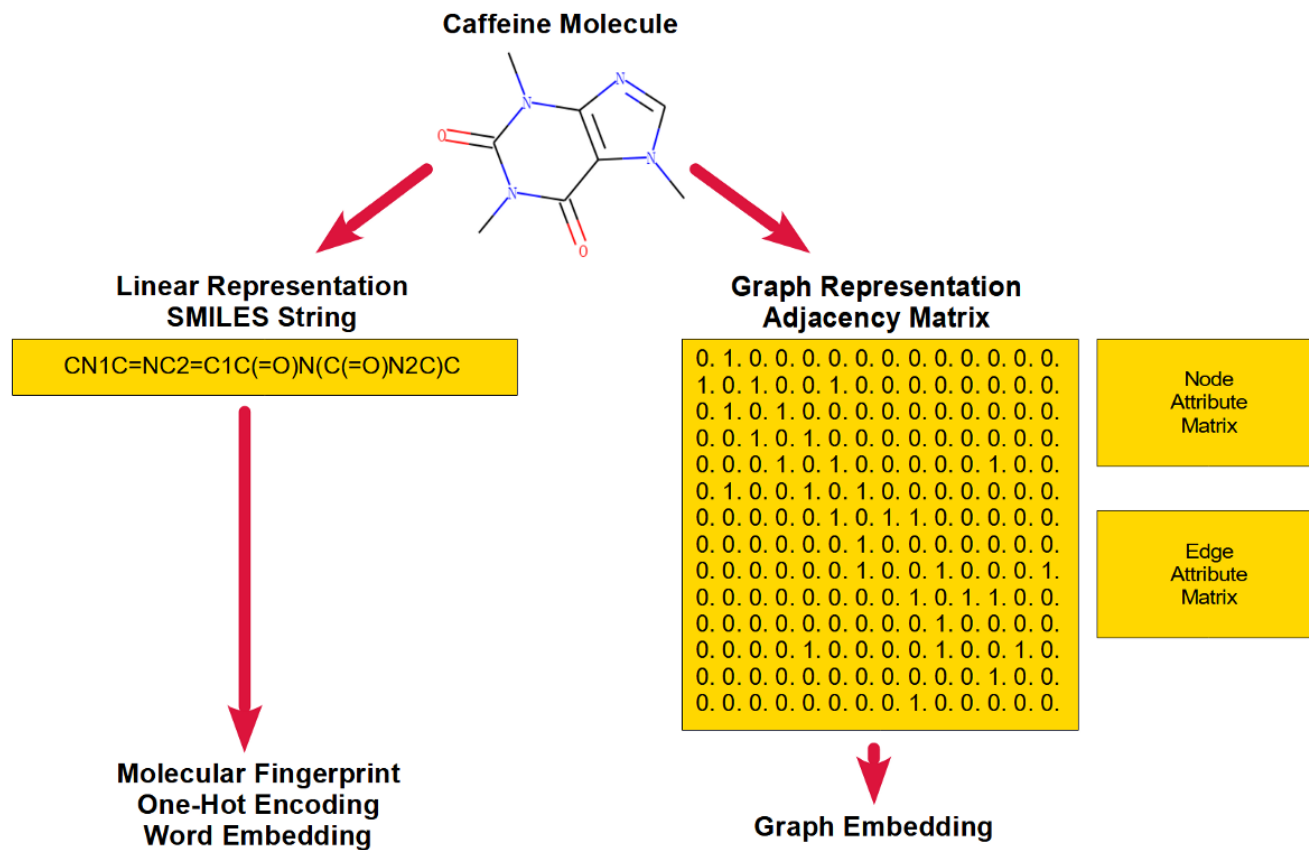 Caffeine Molecule
N
N
O
N
N
O
Linear Representation
SMILES String
CN1C=NC2=C1C(=O)N(C(=O)N2C)C
Molecular Fingerprint
One-Hot Encoding
Word Embedding
Graph Representation
Adjacency Matrix
0. 1. 0. 0. 0. 0. 0. 0. 0. 0. 0. 0. 0. 0.
1. 0. 1. 0. 0. 1. 0. 0. 0. 0. 0. 0. 0. 0.
0. 1. 0. 1. 0. 0. 0. 0. 0. 0. 0. 0. 0. 0.
0. 0. 1. 0. 1. 0. 0. 0. 0. 0. 0. 0. 0. 0.
0. 0. 0. 1. 0. 1. 0. 0. 0. 0. 0. 1. 0. 0.
0. 1. 0. 0. 1. 0. 1. 0. 0. 0. 0. 0. 0. 0.
0. 0. 0. 0. 0. 1. 0. 1. 1. 0. 0. 0. 0. 0.
0. 0. 0. 0. 0. 0. 1. 0. 0. 0. 0. 0. 0. 0.
0. 0. 0. 0. 0. 0. 1. 0. 0. 1. 0. 0. 0. 1.
0. 0. 0. 0. 0. 0. 0. 0. 1. 0. 1. 1. 0. 0.
0. 0. 0. 0. 0. 0. 0. 0. 0. 1. 0. 0. 0. 0.
0. 0. 0. 0. 1. 0. 0. 0. 0. 1. 0. 0. 1. 0.
0. 0. 0. 0. 0. 0. 0. 0. 0. 0. 0. 1. 0. 0.
0. 0. 0. 0. 0. 0. 0. 0. 1. 0. 0. 0. 0. 0.
Node
Attribute
Matrix
Edge
Attribute
Matrix
Graph Embedding